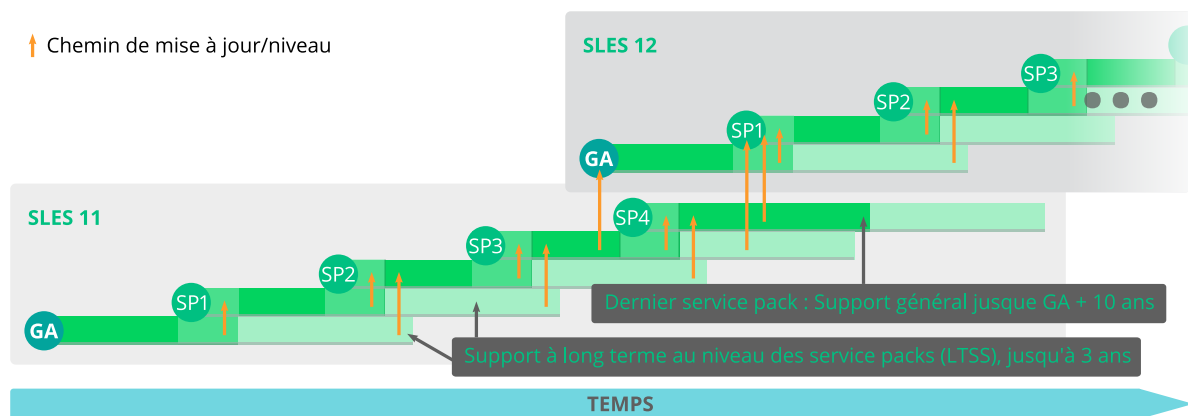 Chemin de mise à jour/niveau
SLES 12
SP3
SP2
SP1
GA
SLES 11
SP4
SP3
SP2
SP1
GA
Dernier service pack : Support général jusque GA + 10 ans
Support à long terme au niveau des service packs (LTSS), jusqu'à 3 ans
TEMPS